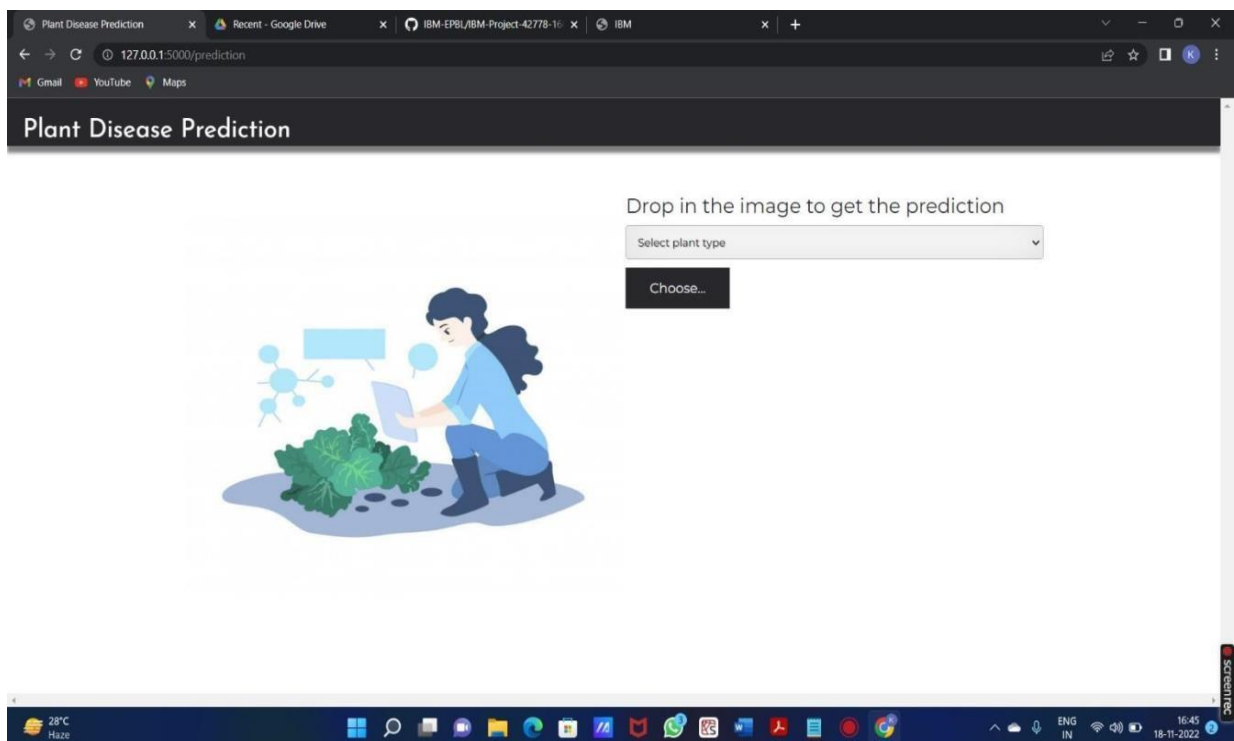 Plant Disease Prediction
Recent - Google Drive
IBM-EPBL/IBM-Project-42778-16
IBM
127.0.0.1:5000/prediction
Gmail
YouTube
Maps
K
Plant Disease Prediction
Drop in the image to get the prediction
Select plant type
Choose...
screenrec
28°C
Haze
ENG
IN
16:45
18-11-2022
2